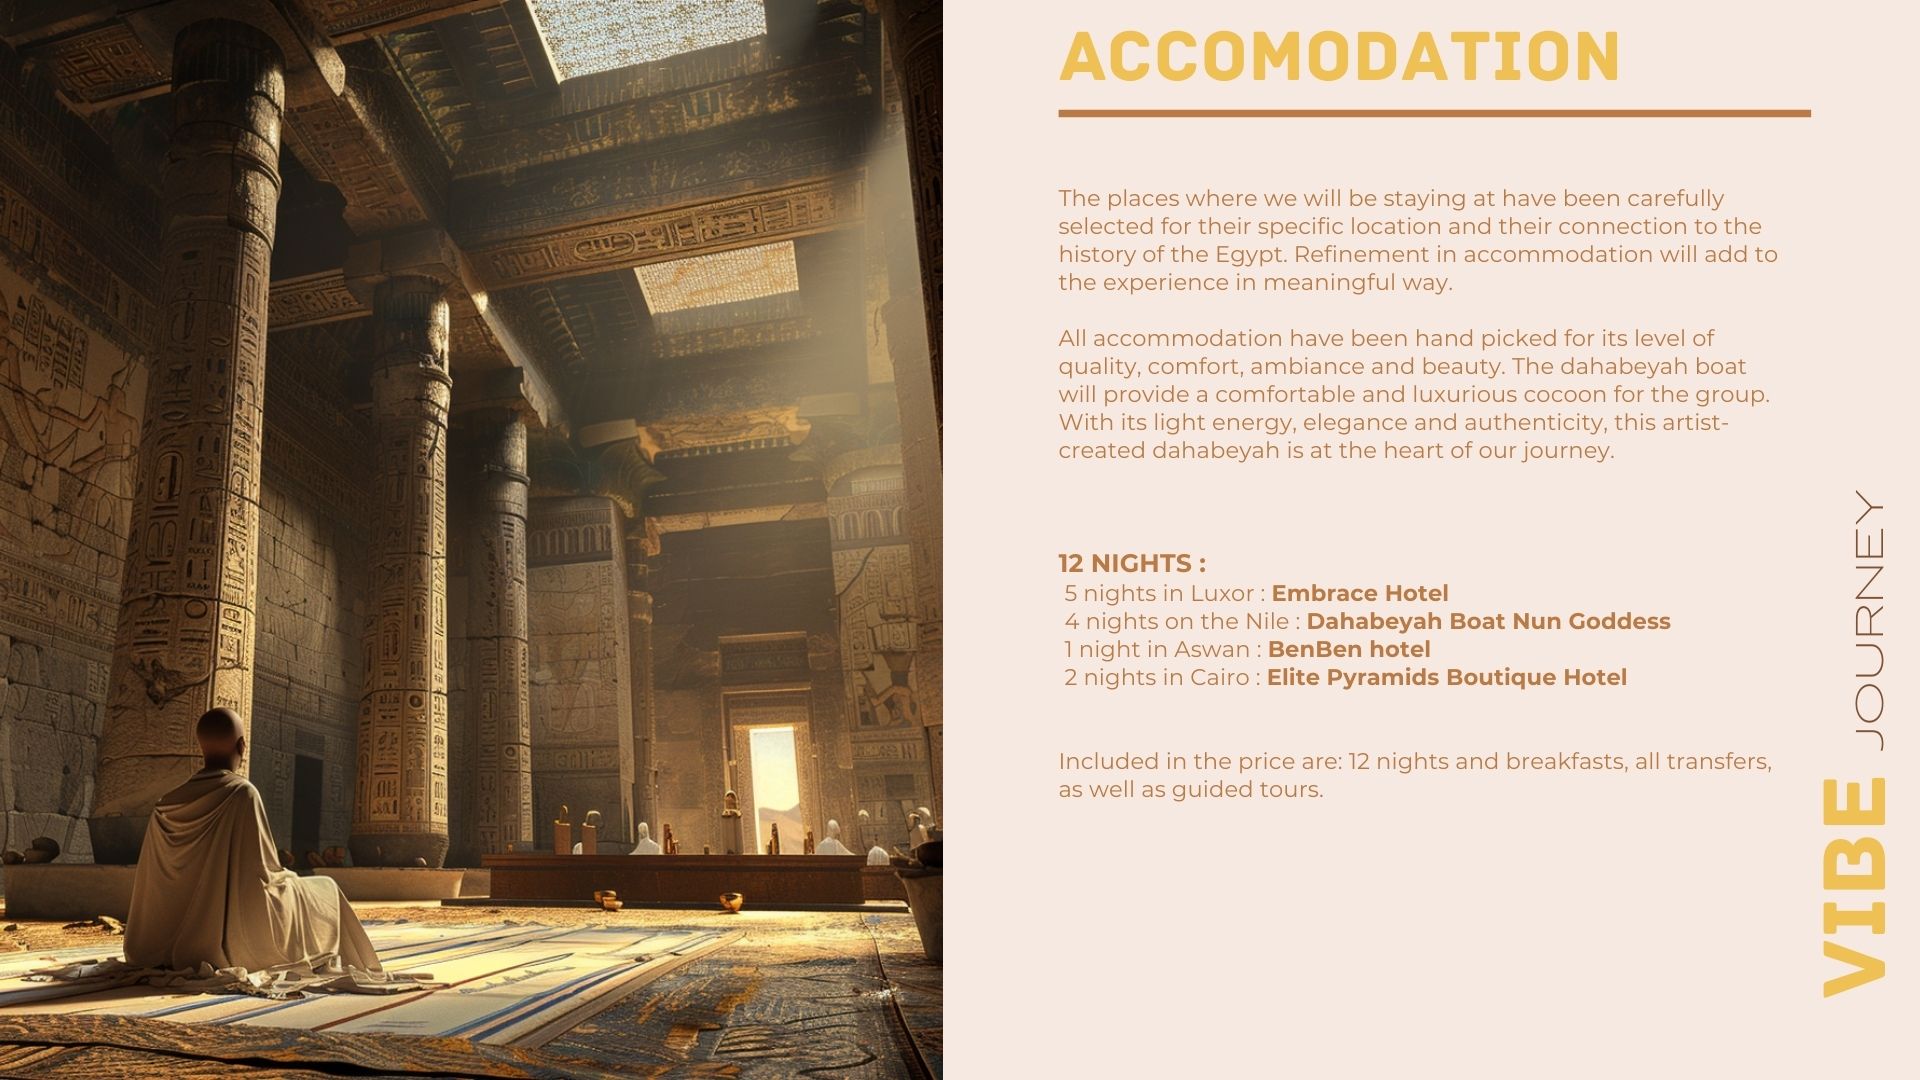 ACCOMODATION
The places where we will be staying at have been carefully
selected for their specific location and their connection to the
history of the Egypt. Refinement in accommodation will add to
the experience in meaningful way.
All accommodation have been hand picked for its level of
quality, comfort, ambiance and beauty. The dahabeyah boat
will provide a comfortable and luxurious cocoon for the group.
With its light energy, elegance and authenticity, this artist-
created dahabeyah is at the heart of our journey.
12 NIGHTS :
5 nights in Luxor : Embrace Hotel
4 nights on the Nile : Dahabeyah Boat Nun Goddess
1 night in Aswan : BenBen hotel
2 nights in Cairo : Elite Pyramids Boutique Hotel
Included in the price are: 12 nights and breakfasts, all transfers,
as well as guided tours.
VIBE JOURNEY